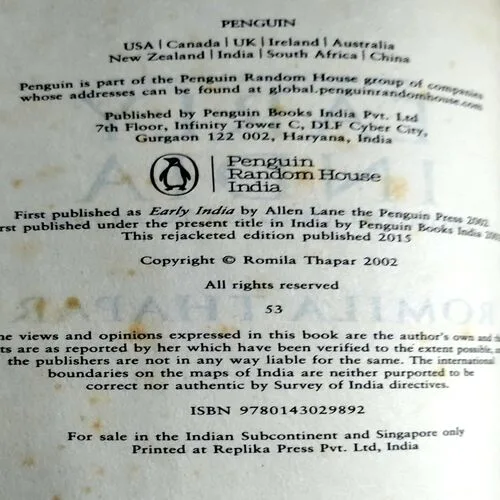 PENGUIN
USA | Canada | UK | Ireland | Australia
New Zealand | India | South Africa | China
Penguin is part of the Penguin Random House group of companies
whose addresses can be found at global.penguinrandomhouse.com
Published by Penguin Books India Pvt. Ltd
7th Floor, Infinity Tower C, DLF Cyber City,
Gurgaon 122 002, Haryana, India
Penguin
Random House
India
First published as Early India by Allen Lane the Penguin Press 2002
published under the present title in India by Penguin Books India
This rejacketed edition published 2015
Copyright © Romila Thapar 2002
All rights reserved
53
views and opinions expressed in this book are the author's own and
are as reported by her which have been verified to the extent possible,
the publishers are not in any way liable for the same. The international
boundaries on the maps of India are neither purported to be
correct nor authentic by Survey of India directives.
ISBN 9780143029892
For sale in the Indian Subcontinent and Singapore only
Printed at Replika Press Pvt. Ltd, India